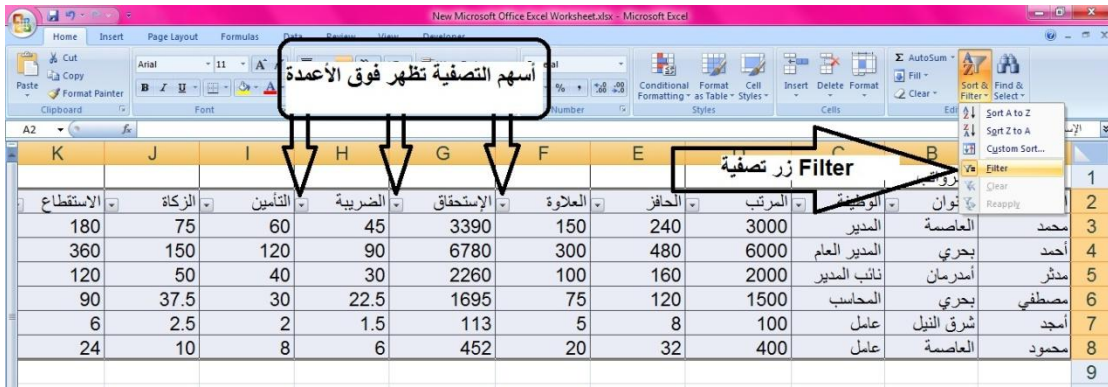 New Microsoft Office Excel Worksheet.xlsx - Microsoft Excel
Home Insert Page Layout Formulas Data Review View Developer
Cut
Copy
Format Painter
Paste
Clipboard
Arial 11
B I U
Font
% ,
Number
Conditional Formatting
Format as Table
Cell Styles
Styles
Insert Delete Format
Cells
Σ AutoSum
Fill
Clear
Sort & Filter
Find & Select
Sort A to Z
Sort Z to A
Custom Sort...
Filter
Clear
Reapply
أسهم التصفية تظهر فوق الأعمدة
زر تصفية Filter
A2 fx
K J I H G F E C B
1
2 المرتب الحافز العلاوة الإستحقاق الضريبة التأمين الزكاة الاستقطاع
3 محمد العاصمة المدير 3000 240 150 3390 45 60 75 180
4 أحمد بحري المدير العام 6000 480 300 6780 90 120 150 360
5 مدثر أمدرمان نائب المدير 2000 160 100 2260 30 40 50 120
6 مصطفي بحري المحاسب 1500 120 75 1695 22.5 30 37.5 90
7 أمجد شرق النيل عامل 100 8 5 113 1.5 2 2.5 6
8 محمود العاصمة عامل 400 32 20 452 6 8 10 24
9